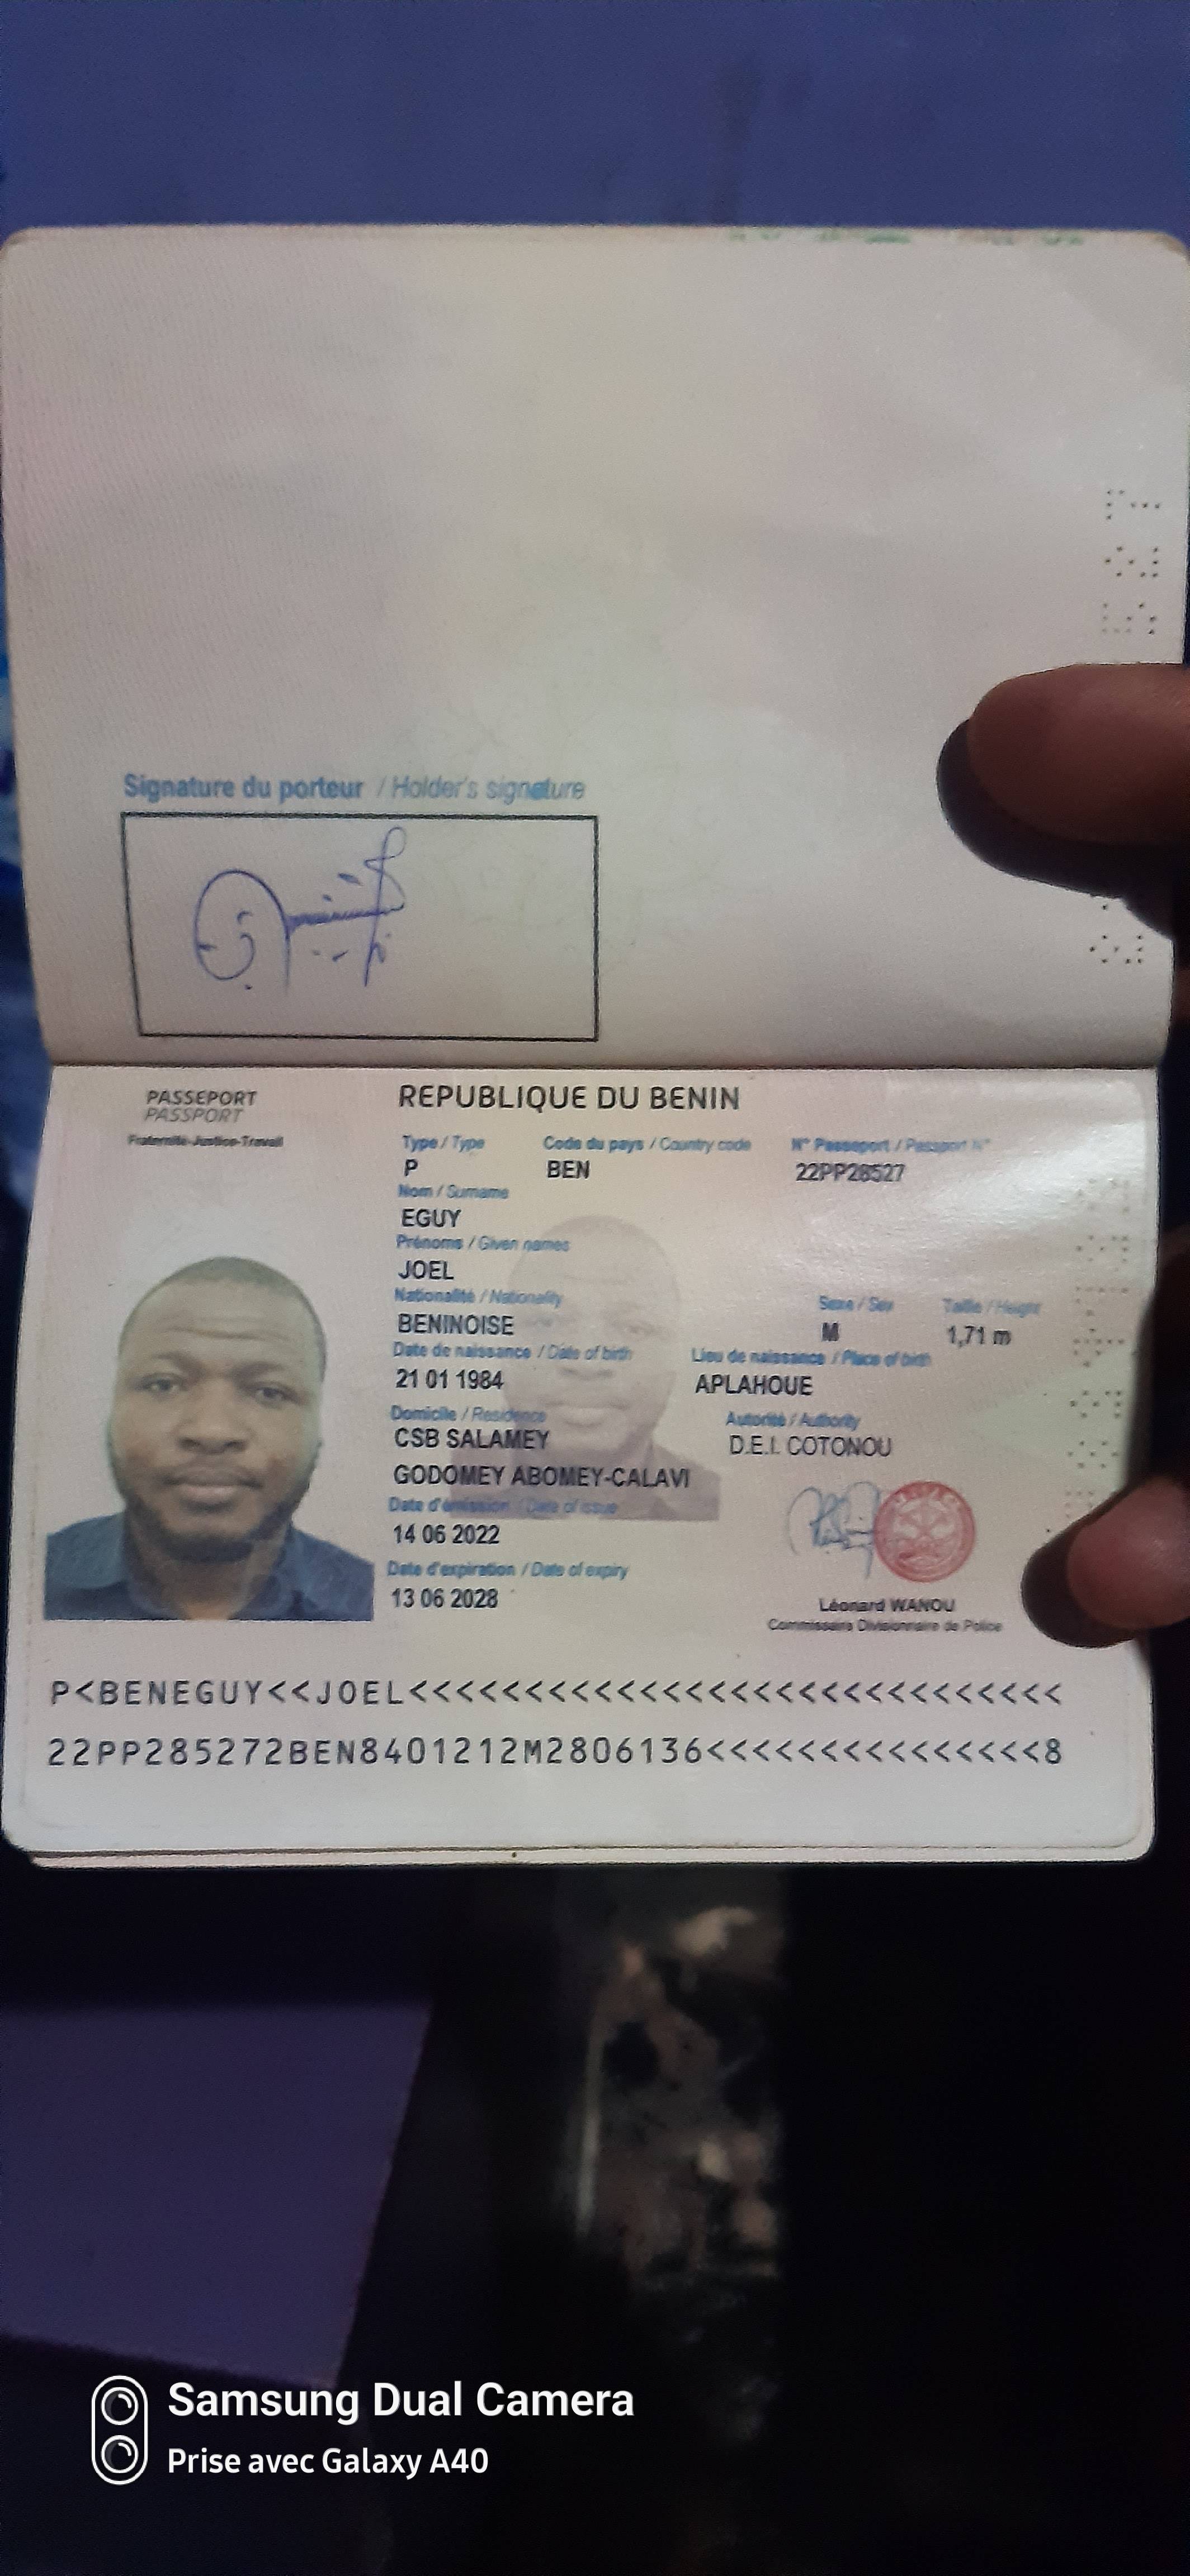 Signature du porteur / Holder's signature
PASSEPORT
PASSPORT
Fraternité-Justice-Travail
REPUBLIQUE DU BENIN
Type / Type Code du pays / Country code N° Passeport / Passport N°
P BEN 22PP28527
Nom / Surname
EGUY
Prénoms / Given names
JOEL
Nationalité / Nationality Sexe / Sex Taille / Height
BENINOISE M 1,71 m
Date de naissance / Date of birth Lieu de naissance / Place of birth
21 01 1984 APLAHOUE
Domicile / Residence Autorité / Authority
CSB SALAMEY D.E.I. COTONOU
GODOMEY ABOMEY-CALAVI
Date d'émission / Date of issue
14 06 2022
Date d'expiration / Date of expiry
13 06 2028
Léonard WANOU
Commissaire Divisionnaire de Police
P<BENEGUY<<JOEL<<<<<<<<<<<<<<<<<<<<<<<<<<<<<
22PP285272BEN8401212M2806136<<<<<<<<<<<<<<<8
Samsung Dual Camera
Prise avec Galaxy A40